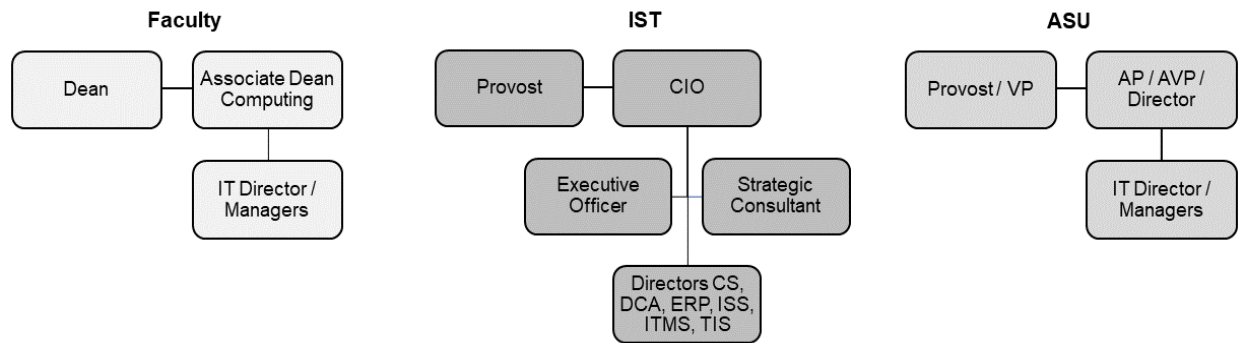 Faculty
Dean
Associate Dean
Computing
IT Director /
Managers
IST
Provost
CIO
Executive
Officer
Strategic
Consultant
Directors CS,
DCA, ERP, ISS,
ITMS, TIS
ASU
Provost / VP
AP / AVP /
Director
IT Director /
Managers